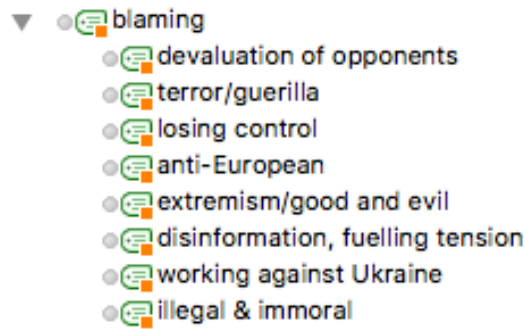 blaming
devaluation of opponents
terror/guerilla
losing control
anti-European
extremism/good and evil
disinformation, fuelling tension
working against Ukraine
illegal & immoral